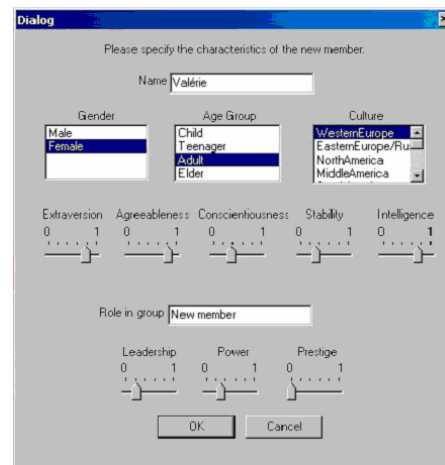 Dialog
Please specify the characteristics of the new member.
Name Valérie
Gender Age Group Culture
Male Child WesternEurope
Female Teenager EasternEurope/Ru
Adult NorthAmerica
Elder MiddleAmerica
Extraversion Agreeableness Conscientiousness Stability Intelligence
0 1 0 1 0 1 0 1 0 1
Role in group New member
Leadership Power Prestige
0 1 0 1 0 1
OK Cancel